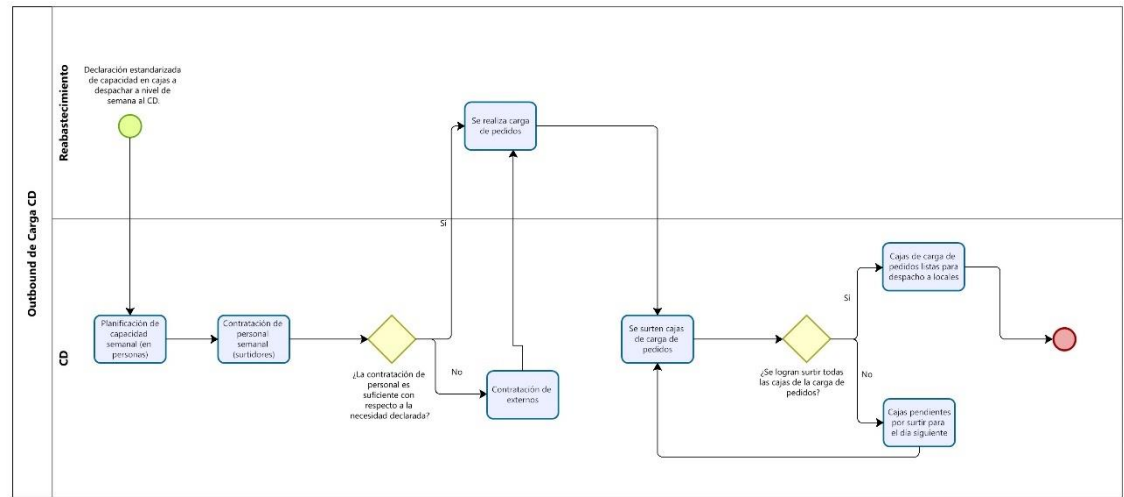 Outbound de Carga CD
Reabastecimiento
Declaración estandarizada
de capacidad en cajas a
despachar a nivel de
semana al CD.
Se realiza carga
de pedidos
Sí
CD
Planificación de
capacidad
semanal (en
personas)
Contratación de
personal
semanal
(surtidores)
¿La contratación de
personal es
suficiente con
respecto a la
necesidad declarada?
No
Contratación de
externos
Se surten cajas
de carga de
pedidos
¿Se logran surtir todas
las cajas de la carga de
pedidos?
Sí
Cajas de carga de
pedidos listas para
despacho a locales
No
Cajas pendientes
por surtir para
el día siguiente